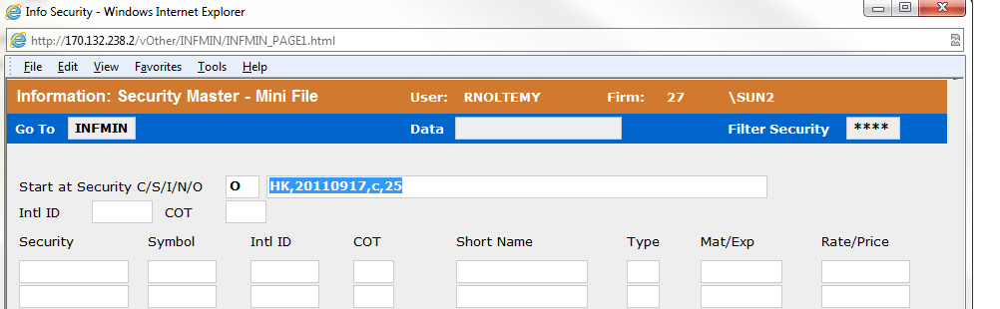 Info Security - Windows Internet Explorer
http://170.132.238.2/vOther/INFMIN/INFMIN_PAGE1.html
File Edit View Favorites Tools Help
Information: Security Master - Mini File User: RNOLTEMY Firm: 27 \SUN2
Go To INFMIN Data Filter Security ****
Start at Security C/S/I/N/O O HK,20110917,c,25
Intl ID COT
Security Symbol Intl ID COT Short Name Type Mat/Exp Rate/Price